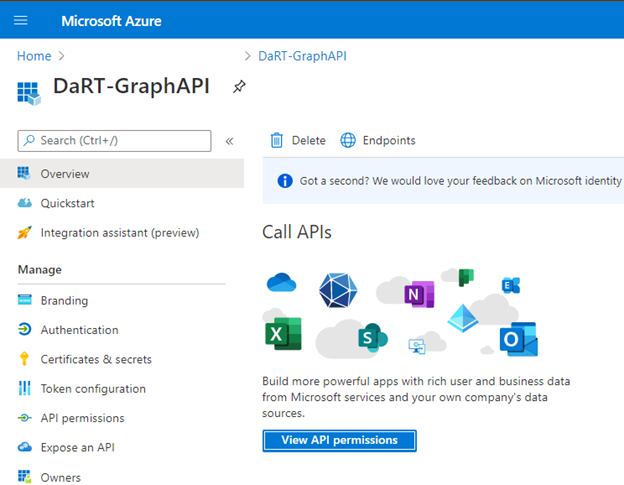 Microsoft Azure
Home > > DaRT-GraphAPI
DaRT-GraphAPI
Search (Ctrl+/) «
Overview
Quickstart
Integration assistant (preview)
Manage
Branding
Authentication
Certificates & secrets
Token configuration
API permissions
Expose an API
Owners
Delete Endpoints
Got a second? We would love your feedback on Microsoft identity
Call APIs
N
E
X
S
O
Build more powerful apps with rich user and business data
from Microsoft services and your own company's data
sources.
View API permissions